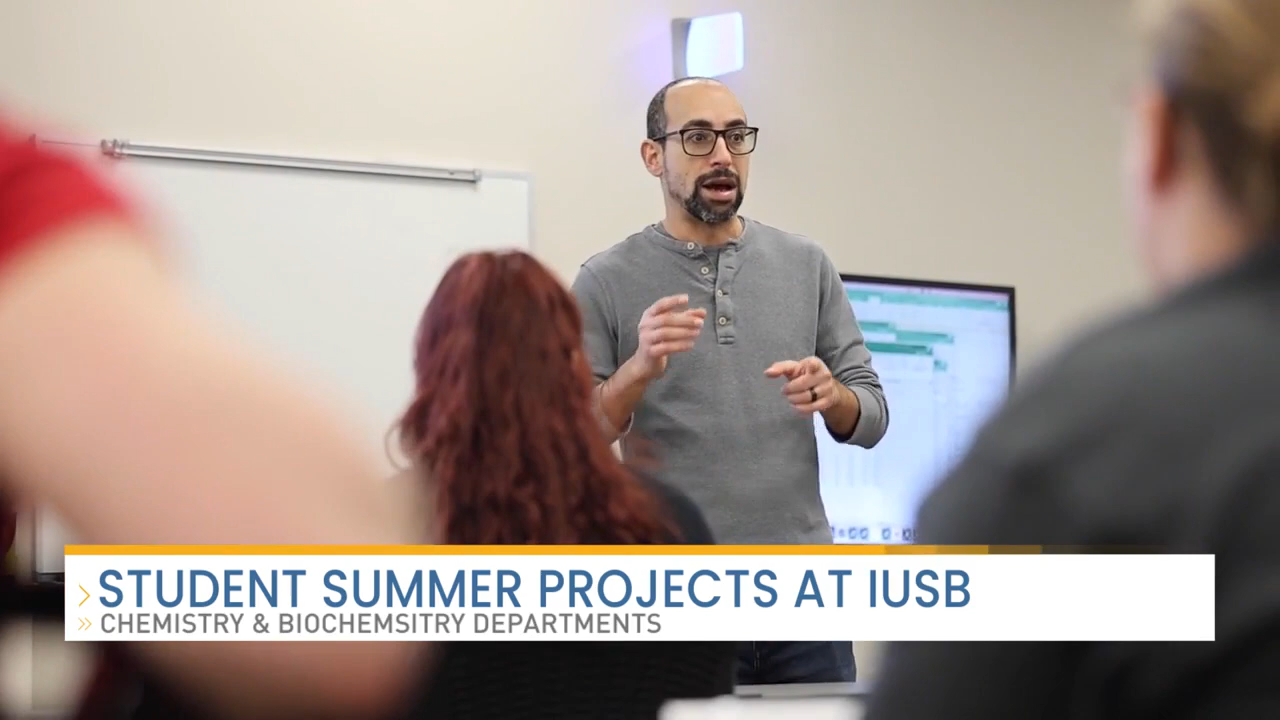 STUDENT SUMMER PROJECTS AT IUSB
CHEMISTRY & BIOCHEMSITRY DEPARTMENTS